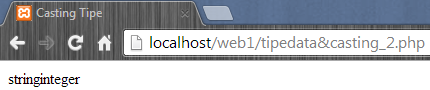 Casting Tipe
localhost/web1/tipedata&casting_2.php
stringinteger